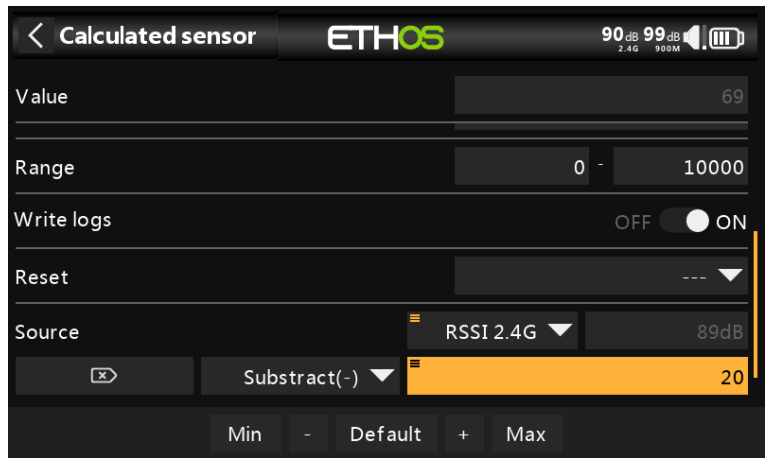 Calculated sensor ETHOS 90dB 99dB
2.4G 900M
Value 69
Range 0 - 10000
Write logs OFF ON
Reset ---
Source RSSI 2.4G 89dB
Substract(-) 20
Min - Default + Max